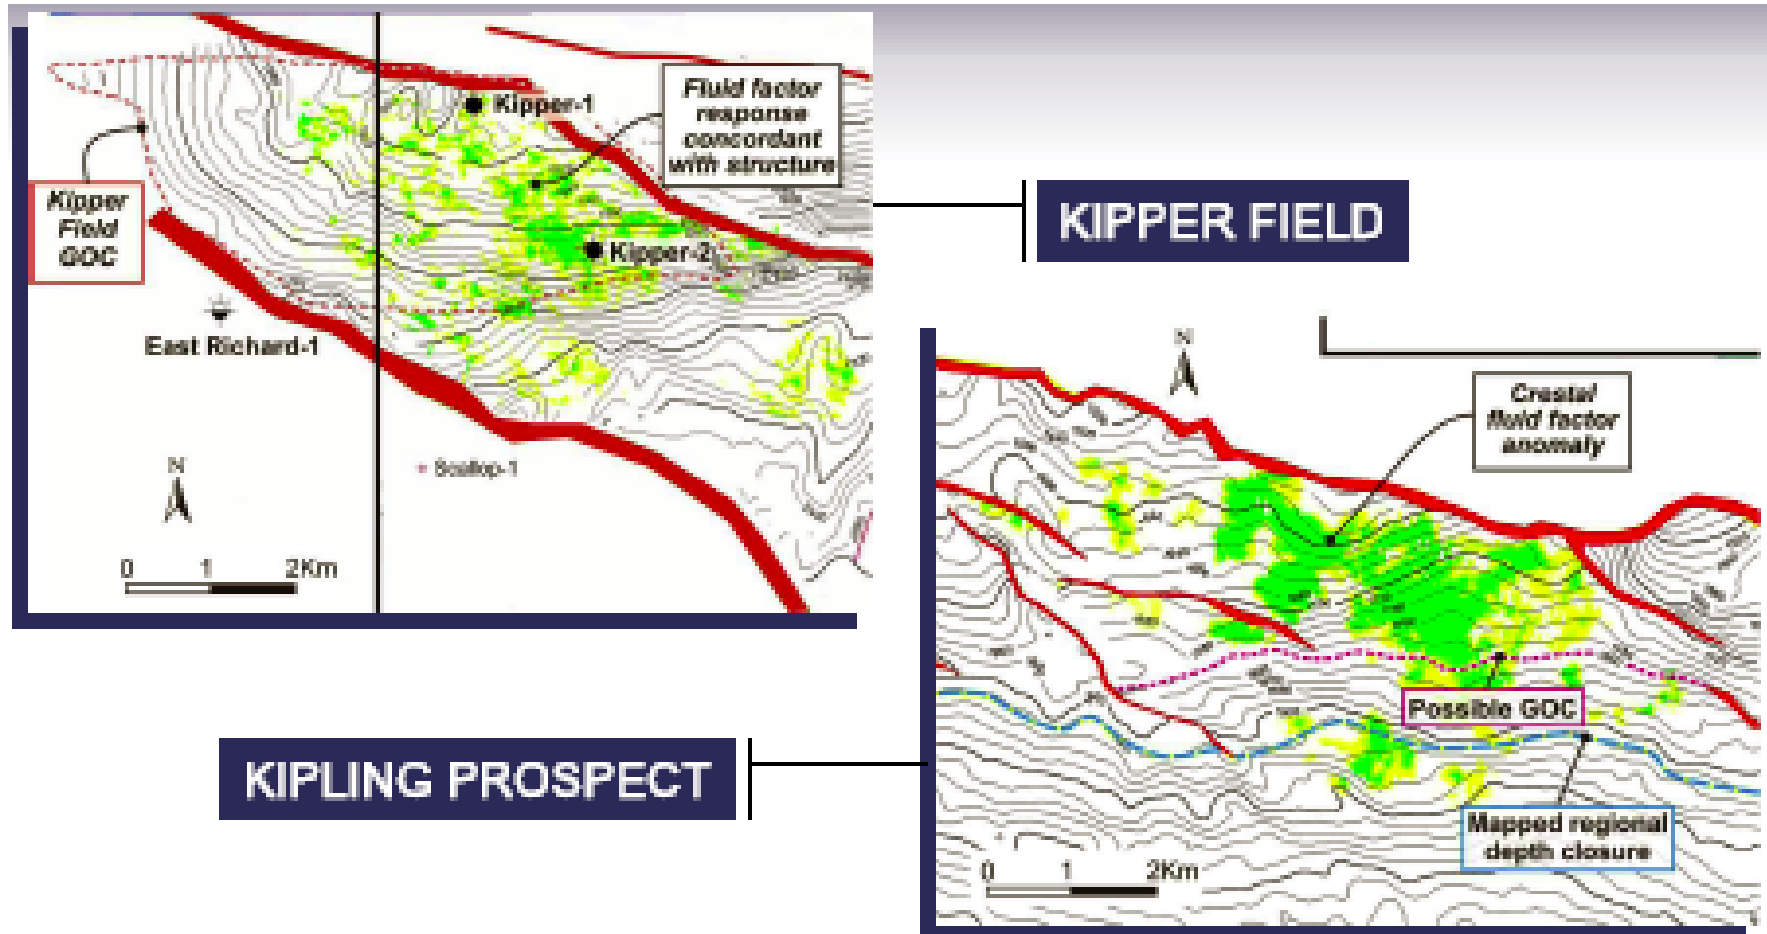 Kipper-1
Fluid factor
response
concordant
with structure
Kipper
Field
GOC
Kipper-2
East Richard-1
Scallop-1
N
0 1 2Km
KIPPER FIELD
N
Crestal
fluid factor
anomaly
Possible GOC
KIPLING PROSPECT
Mapped regional
depth closure
0 1 2Km